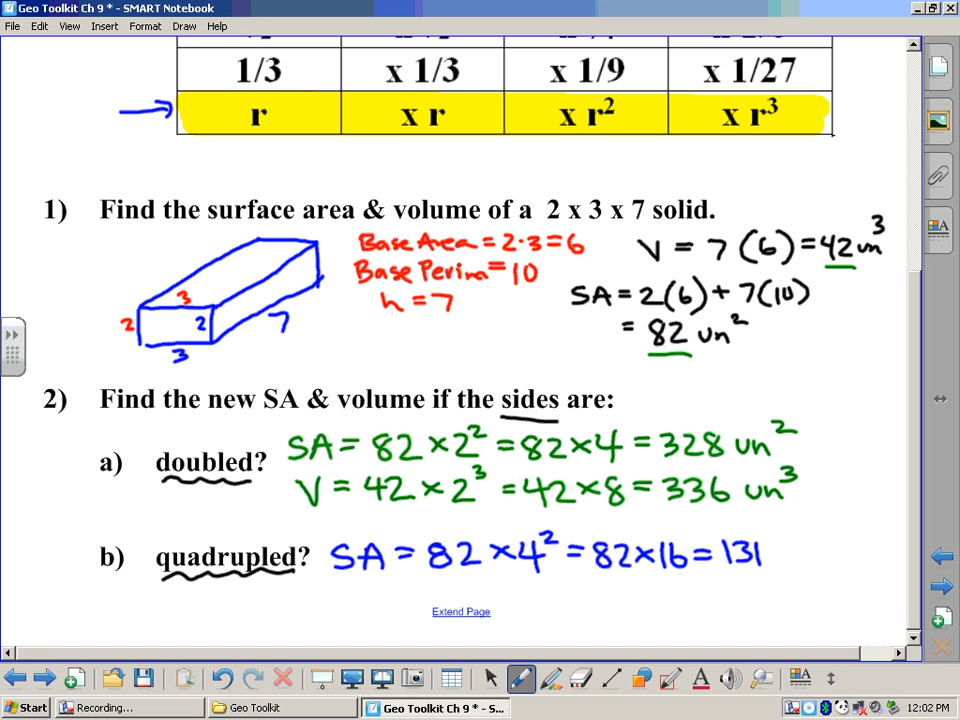 Geo Toolkit Ch 9 * - SMART Notebook
File Edit View Insert Format Draw Help
1/3 x 1/3 x 1/9 x 1/27
r x r x r² x r³
1) Find the surface area & volume of a 2 x 3 x 7 solid.
Base Area = 2·3 = 6
Base Perim = 10
h = 7
V = 7 (6) = 42 un³
SA = 2(6) + 7(10)
= 82 un²
3
2 2 7
3
2) Find the new SA & volume if the sides are:
a) doubled? SA = 82 × 2² = 82 × 4 = 328 un²
V = 42 × 2³ = 42 × 8 = 336 un³
b) quadrupled? SA = 82 × 4² = 82 × 16 = 131
Extend Page
Start Recording... Geo Toolkit Geo Toolkit Ch 9 * - S... 12:02 PM